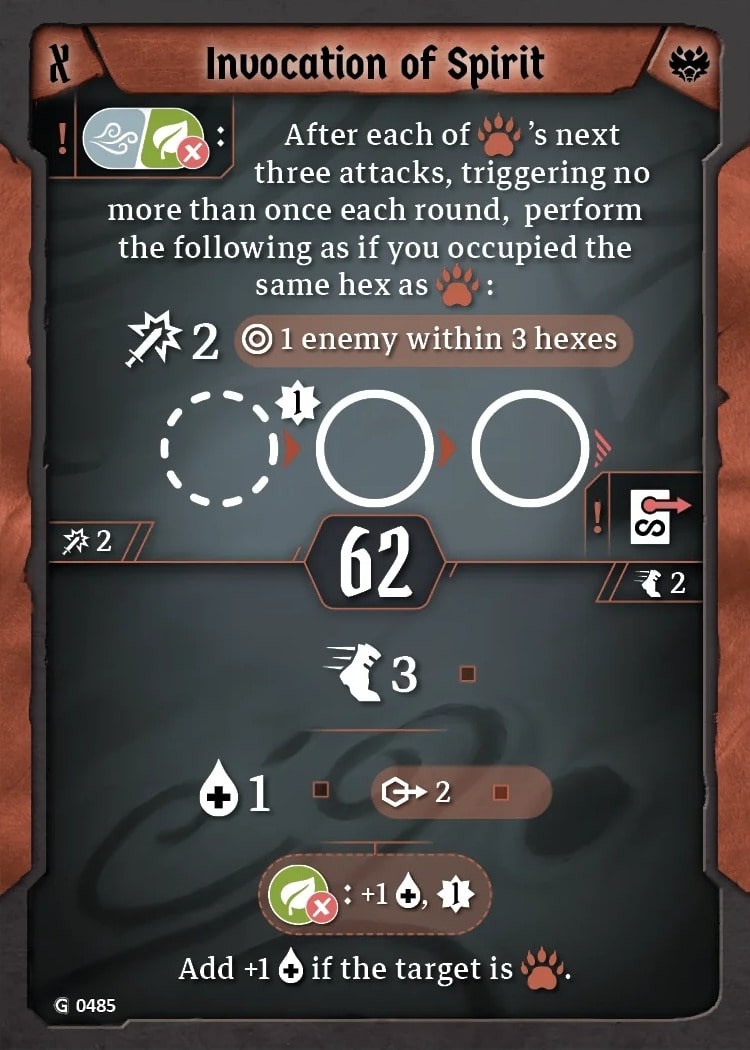 א Invocation of Spirit
! : After each of 's next
three attacks, triggering no
more than once each round, perform
the following as if you occupied the
same hex as :
2 1 enemy within 3 hexes
1
!
2
62
2
3
1 2
: +1 , 1
Add +1 if the target is .
G 0485